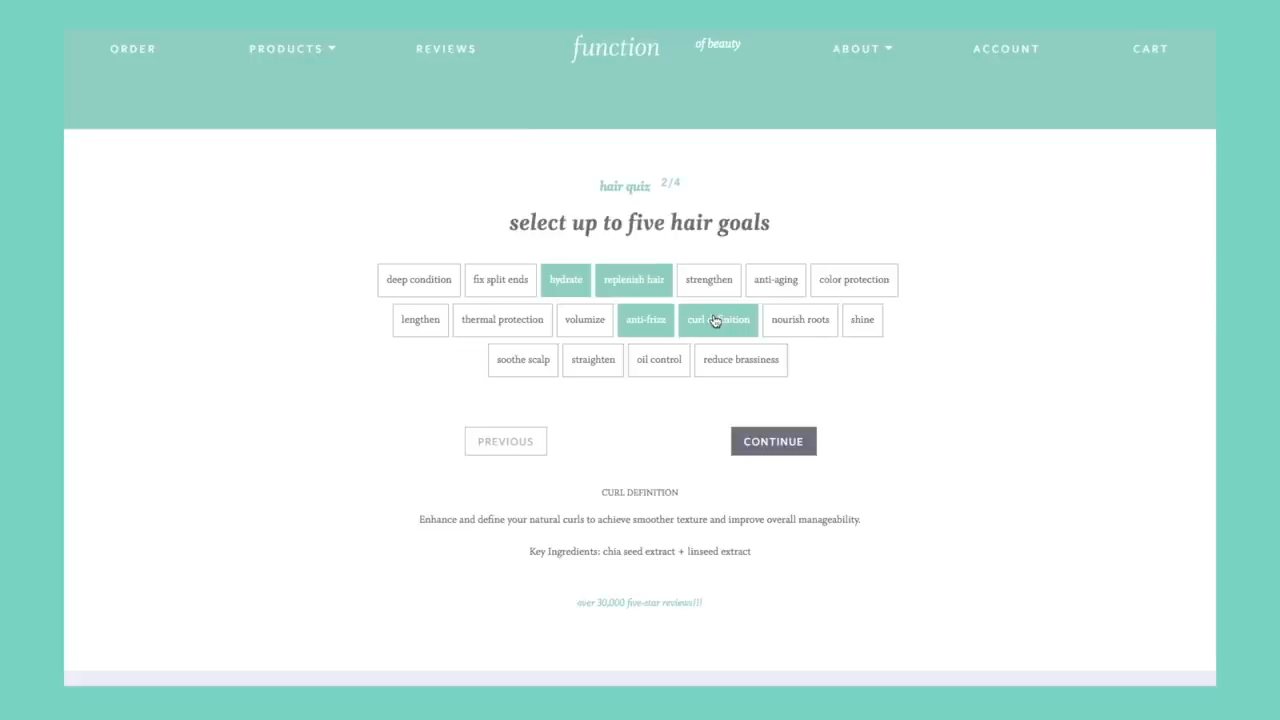 ORDER PRODUCTS REVIEWS function of beauty ABOUT ACCOUNT CART
hair quiz 2/4
select up to five hair goals
deep condition fix split ends hydrate replenish hair strengthen anti-aging color protection
lengthen thermal protection volumize anti-frizz curl definition nourish roots shine
soothe scalp straighten oil control reduce brassiness
PREVIOUS CONTINUE
CURL DEFINITION
Enhance and define your natural curls to achieve smoother texture and improve overall manageability.
Key Ingredients: chia seed extract + linseed extract
over 30,000 five-star reviews!!!